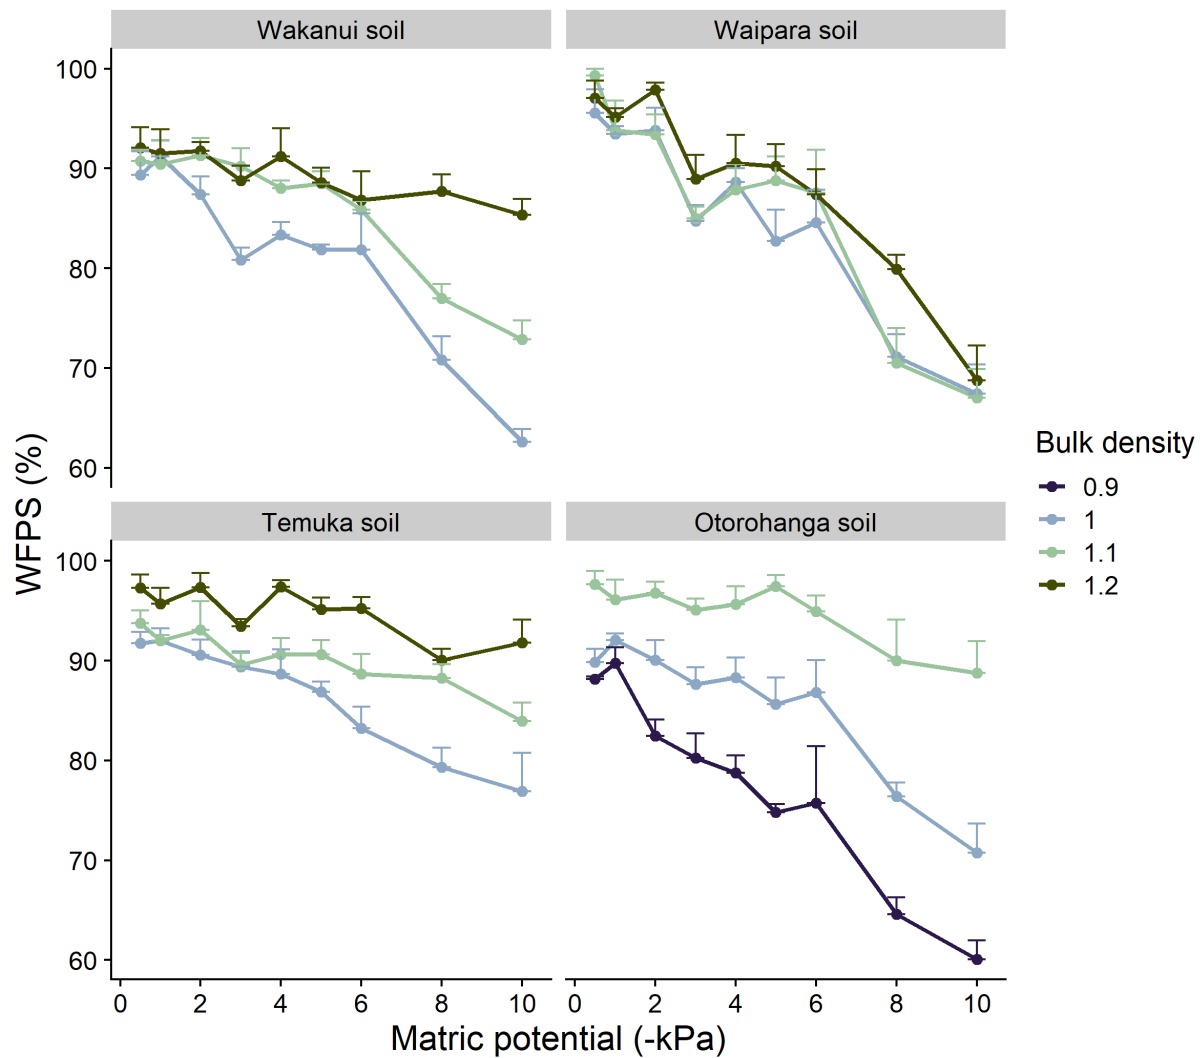 Wakanui soil
Waipara soil
100
90
80
70
60
Temuka soil
Otorohanga soil
100
90
80
70
60
0 2 4 6 8 10
0 2 4 6 8 10
Matric potential (-kPa)
WFPS (%)
Bulk density
0.9
1
1.1
1.2